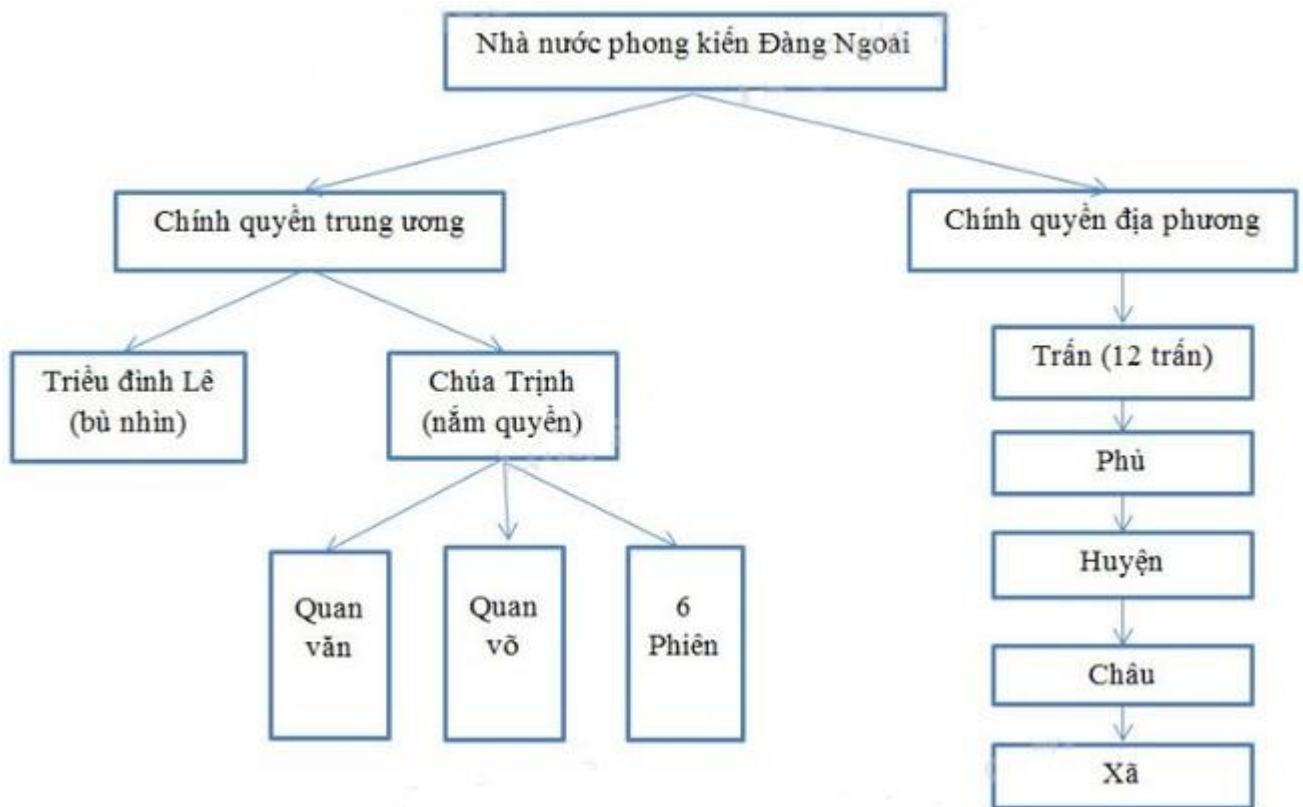 Nhà nước phong kiến Đàng Ngoài
Chính quyền trung ương
Chính quyền địa phương
Triều đình Lê
(bù nhìn)
Chúa Trịnh
(nắm quyền)
Trấn (12 trấn)
Phủ
Huyện
Châu
Xã
Quan
văn
Quan
võ
6
Phiên